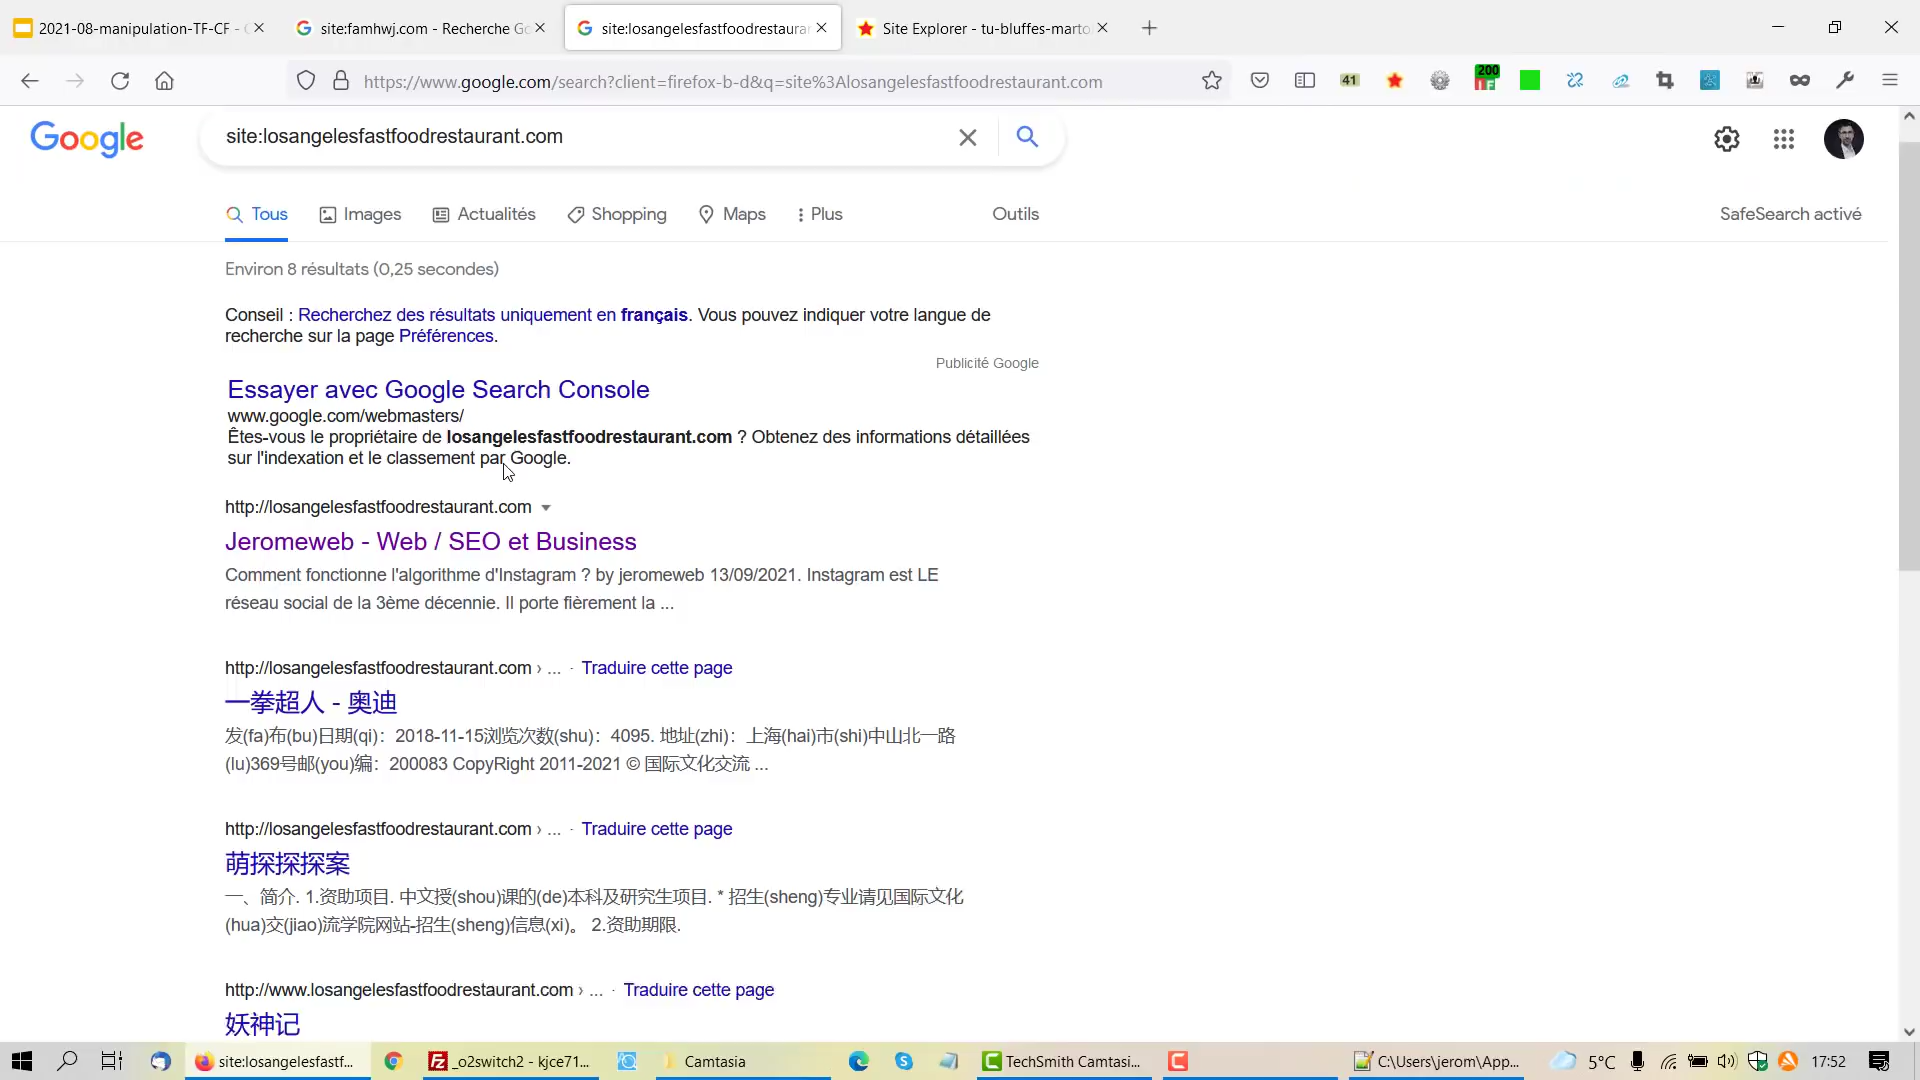 2021-08-manipulation-TF-CF -
site:famhwj.com - Recherche Go
site:losangelesfastfoodrestaurar
Site Explorer - tu-bluffes-marto
https://www.google.com/search?client=firefox-b-d&q=site%3Alosangelesfastfoodrestaurant.com
41
200
Google
site:losangelesfastfoodrestaurant.com
Tous
Images
Actualités
Shopping
Maps
Plus
Outils
SafeSearch activé
Environ 8 résultats (0,25 secondes)
Conseil : Recherchez des résultats uniquement en français. Vous pouvez indiquer votre langue de
recherche sur la page Préférences.
Publicité Google
Essayer avec Google Search Console
www.google.com/webmasters/
Êtes-vous le propriétaire de losangelesfastfoodrestaurant.com ? Obtenez des informations détaillées
sur l'indexation et le classement par Google.
http://losangelesfastfoodrestaurant.com
Jeromeweb - Web / SEO et Business
Comment fonctionne l'algorithme d'Instagram ? by jeromeweb 13/09/2021. Instagram est LE
réseau social de la 3ème décennie. Il porte fièrement la ...
http://losangelesfastfoodrestaurant.com › ... · Traduire cette page
一拳超人 - 奥迪
发(fa)布(bu)日期(qi)：2018-11-15浏览次数(shu)：4095. 地址(zhi)：上海(hai)市(shi)中山北一路
(lu)369号邮(you)编：200083 CopyRight 2011-2021 © 国际文化交流 ...
http://losangelesfastfoodrestaurant.com › ... · Traduire cette page
萌探探探案
一、简介. 1.资助项目. 中文授(shou)课的(de)本科及研究生项目. * 招生(sheng)专业请见国际文化
(hua)交(jiao)流学院网站-招生(sheng)信息(xi)。 2.资助期限.
http://www.losangelesfastfoodrestaurant.com › ... · Traduire cette page
妖神记
site:losangelesfastf...
_o2switch2 - kjce71...
Camtasia
TechSmith Camtasi...
C:\Users\jerom\App...
5°C
17:52